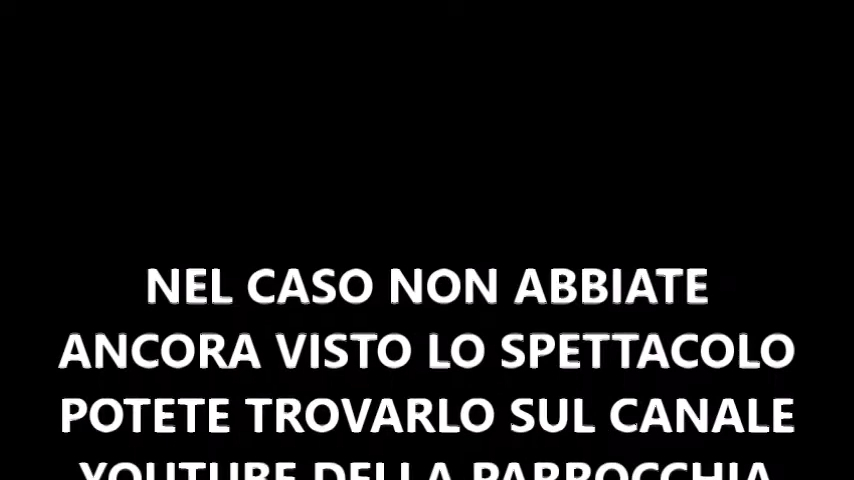 NEL CASO NON ABBIATE
ANCORA VISTO LO SPETTACOLO
POTETE TROVARLO SUL CANALE
YOUTUBE DELLA PARROCCHIA